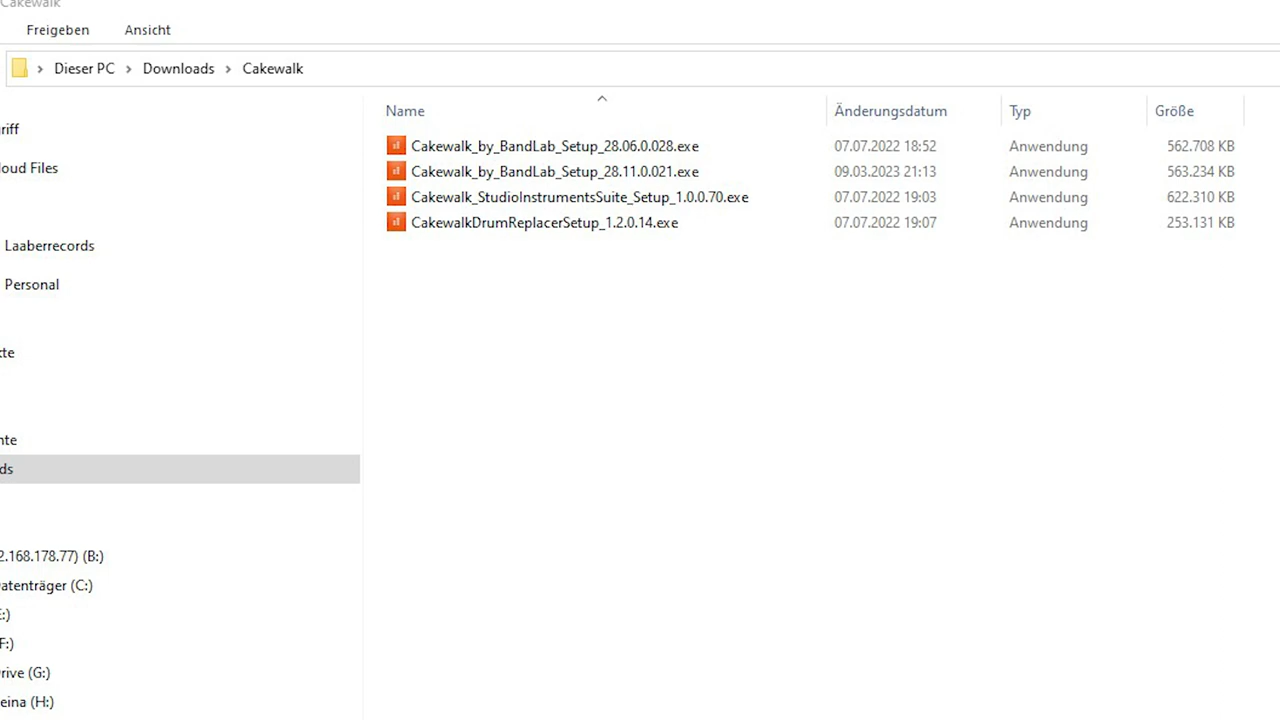 Cakewalk
Freigeben Ansicht
Dieser PC Downloads Cakewalk
Name Änderungsdatum Typ Größe
riff
Cakewalk_by_BandLab_Setup_28.06.0.028.exe 07.07.2022 18:52 Anwendung 562.708 KB
loud Files
Cakewalk_by_BandLab_Setup_28.11.0.021.exe 09.03.2023 21:13 Anwendung 563.234 KB
Cakewalk_StudioInstrumentsSuite_Setup_1.0.0.70.exe 07.07.2022 19:03 Anwendung 622.310 KB
CakewalkDrumReplacerSetup_1.2.0.14.exe 07.07.2022 19:07 Anwendung 253.131 KB
Laaberrecords
Personal
kte
nte
ds
2.168.178.77) (B:)
atenträger (C:)
E:)
F:)
rive (G:)
eina (H:)